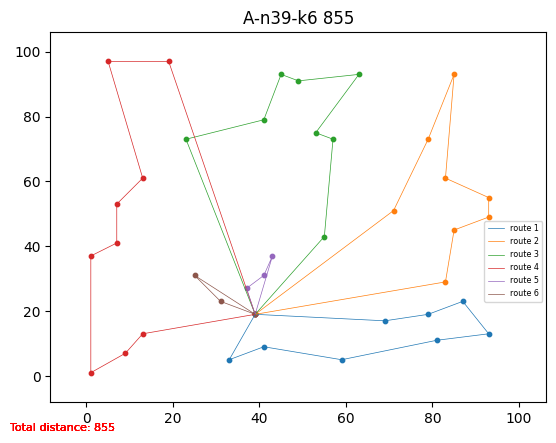 A-n39-k6 855
100
80
60
40
20
0
route 1
route 2
route 3
route 4
route 5
route 6
0 20 40 60 80 100
Total distance: 855